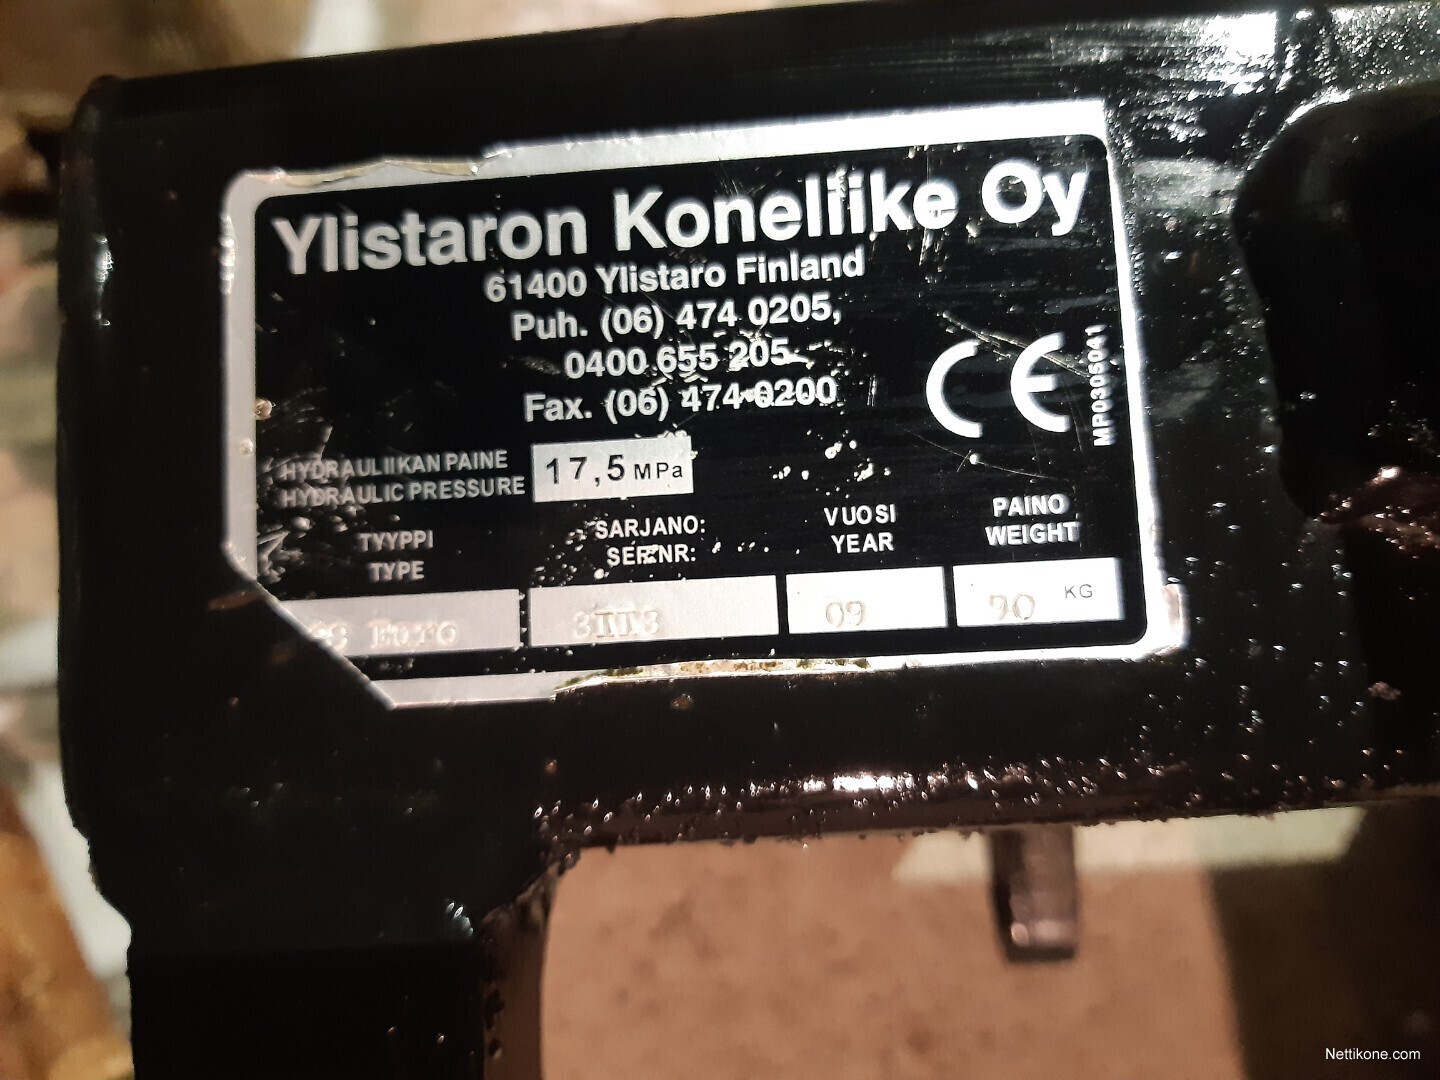 Ylistaron Koneliike Oy
61400 Ylistaro Finland
Puh. (06) 474 0205,
0400 655 205
Fax. (06) 474 0200
MP0305041
HYDRAULIIKAN PAINE
HYDRAULIC PRESSURE
17,5 MPa
TYYPPI
TYPE
SARJANO:
SER.NR:
VUOSI
YEAR
PAINO
WEIGHT
09
90 KG
Nettikone.com